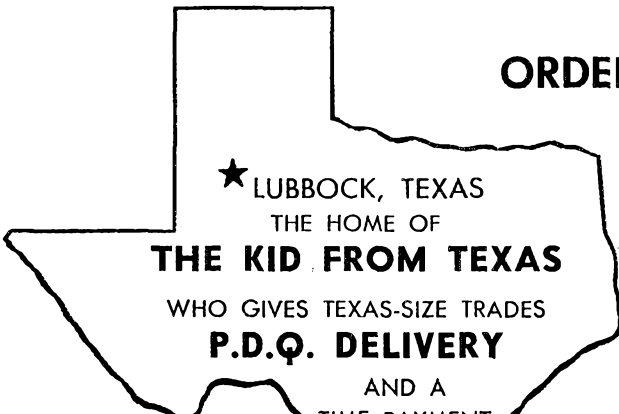 LUBBOCK, TEXAS
THE HOME OF
THE KID FROM TEXAS
WHO GIVES TEXAS-SIZE TRADES
P.D.Q. DELIVERY
AND A